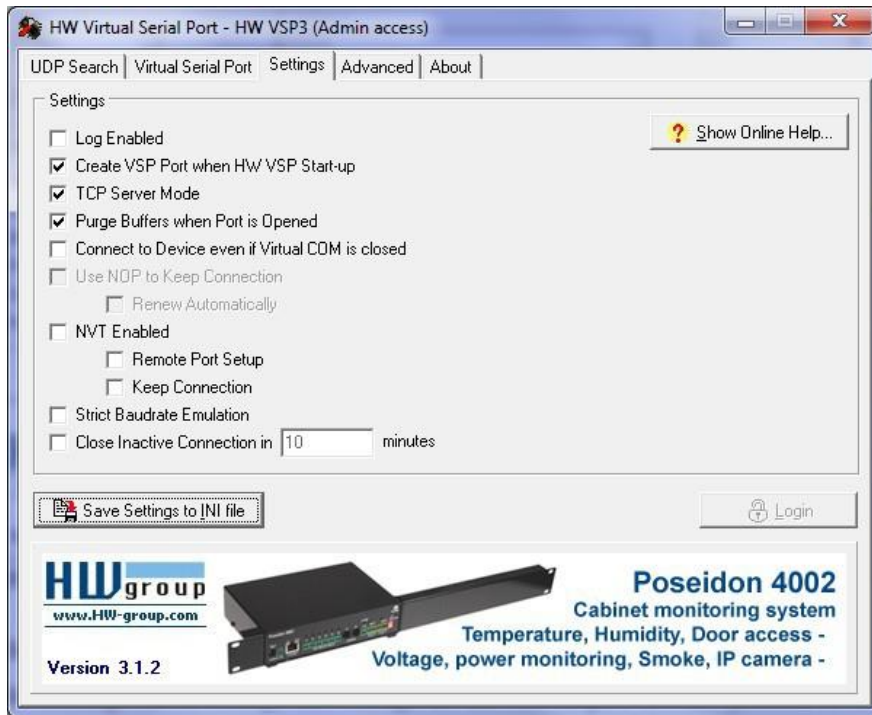 HW Virtual Serial Port - HW VSP3 (Admin access)
UDP Search Virtual Serial Port Settings Advanced About
Settings
Show Online Help...
Log Enabled
Create VSP Port when HW VSP Start-up
TCP Server Mode
Purge Buffers when Port is Opened
Connect to Device even if Virtual COM is closed
Use NOP to Keep Connection
Renew Automatically
NVT Enabled
Remote Port Setup
Keep Connection
Strict Baudrate Emulation
Close Inactive Connection in 10 minutes
Save Settings to INI file
Login
HW group
www.HW-group.com
Version 3.1.2
Poseidon 4002
Cabinet monitoring system
Temperature, Humidity, Door access -
Voltage, power monitoring, Smoke, IP camera -